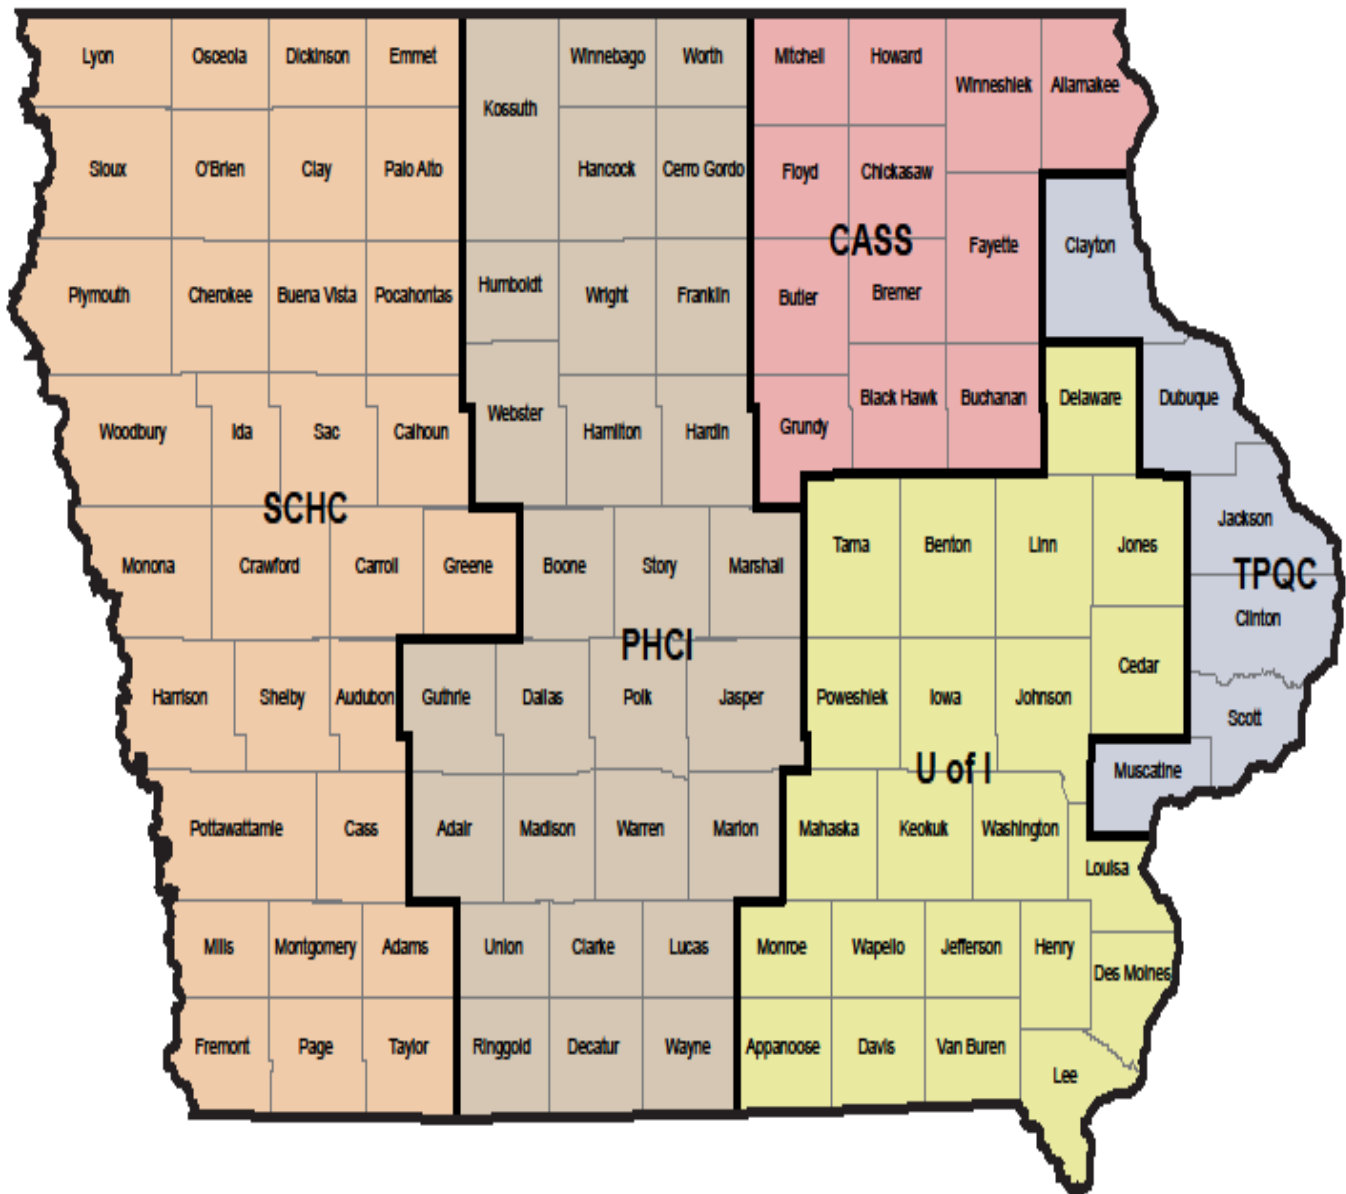 Lyon Osceola Dickinson Emmet Winnebago Worth Mitchell Howard
Kossuth Winneshiek Allamakee
Sioux O'Brien Clay Palo Alto Hancock Cerro Gordo Floyd Chickasaw
CASS
Fayette Clayton
Plymouth Cherokee Buena Vista Pocahontas Humboldt Wright Franklin Butler Bremer
Woodbury Ida Sac Calhoun Webster Hamilton Hardin Grundy Black Hawk Buchanan Delaware Dubuque
SCHC
Jackson
Monona Crawford Carroll Greene Boone Story Marshall Tama Benton Linn Jones
TPQC
Clinton
PHCI
Cedar
Harrison Shelby Audubon Guthrie Dallas Polk Jasper Poweshiek Iowa Johnson
Scott
U of I
Muscatine
Pottawattamie Cass Adair Madison Warren Marion Mahaska Keokuk Washington
Louisa
Mills Montgomery Adams Union Clarke Lucas Monroe Wapello Jefferson Henry
Des Moines
Fremont Page Taylor Ringgold Decatur Wayne Appanoose Davis Van Buren
Lee